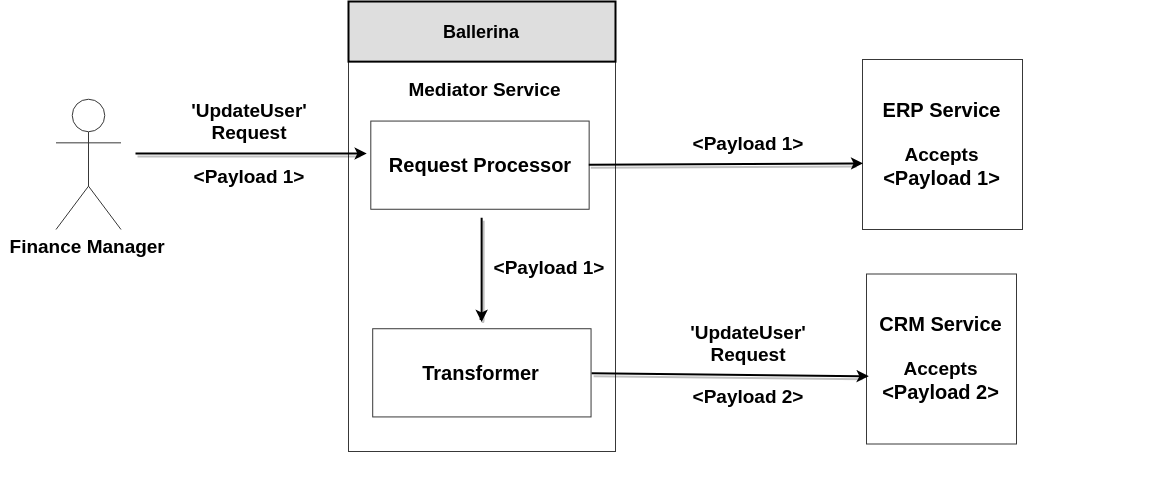 Ballerina
Mediator Service
'UpdateUser'
Request
<Payload 1>
Finance Manager
Request Processor
<Payload 1>
ERP Service
Accepts
<Payload 1>
<Payload 1>
Transformer
'UpdateUser'
Request
<Payload 2>
CRM Service
Accepts
<Payload 2>